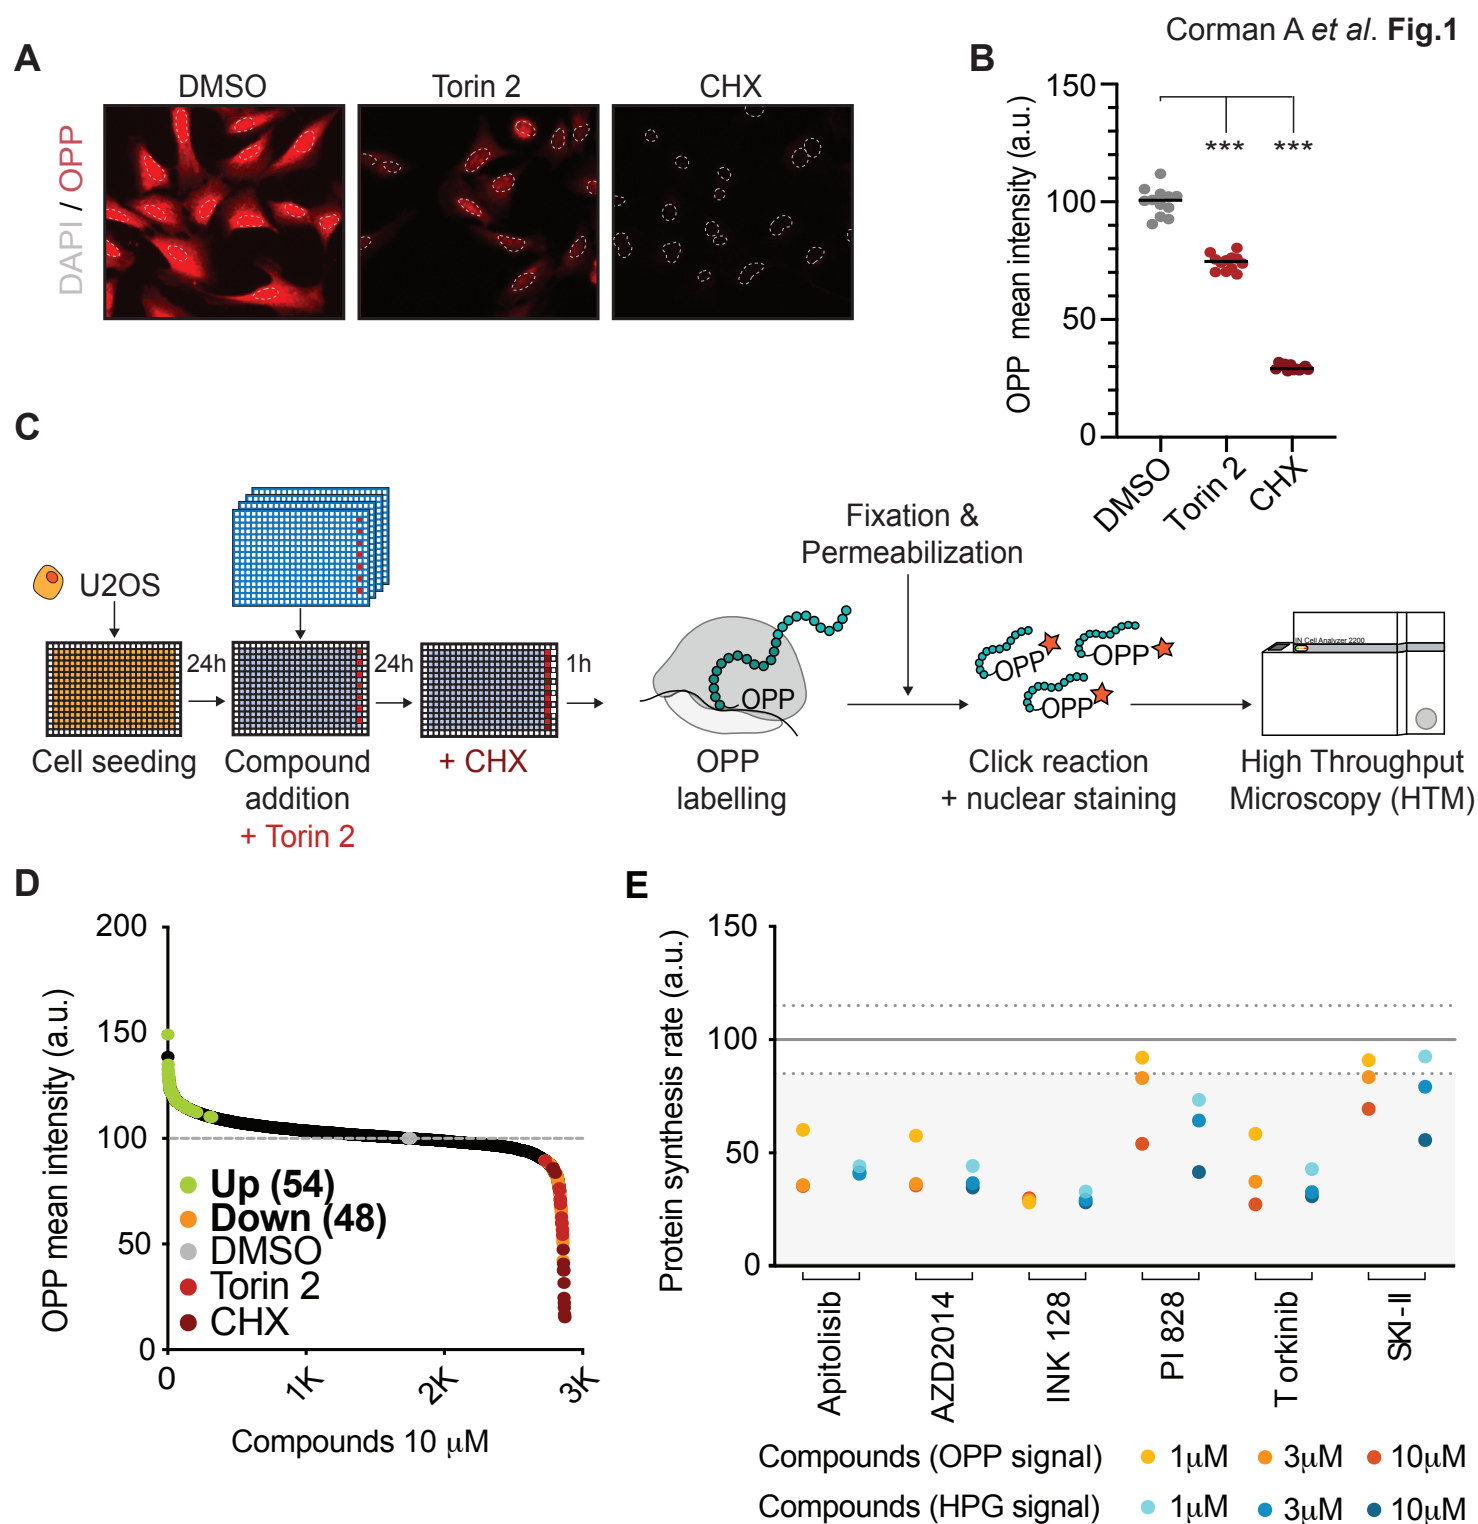 Corman A et al. Fig.1
A
DMSO
Torin 2
CHX
DAPI / OPP
B
OPP mean intensity (a.u.)
150
100
50
0
***
***
DMSO
Torin 2
CHX
C
U2OS
24h
24h
1h
Cell seeding
Compound
addition
+ Torin 2
+ CHX
OPP
OPP
labelling
Fixation &
Permeabilization
OPP
OPP
OPP
Click reaction
+ nuclear staining
IN Cell Analyzer 2200
High Throughput
Microscopy (HTM)
D
OPP mean intensity (a.u.)
200
150
100
50
0
Up (54)
Down (48)
DMSO
Torin 2
CHX
0
1K
2K
3K
Compounds 10 μM
E
Protein synthesis rate (a.u.)
150
100
50
0
Apitolisib
AZD2014
INK 128
PI 828
T orkinib
SKI-II
Compounds (OPP signal) 1μM 3μM 10μM
Compounds (HPG signal) 1μM 3μM 10μM